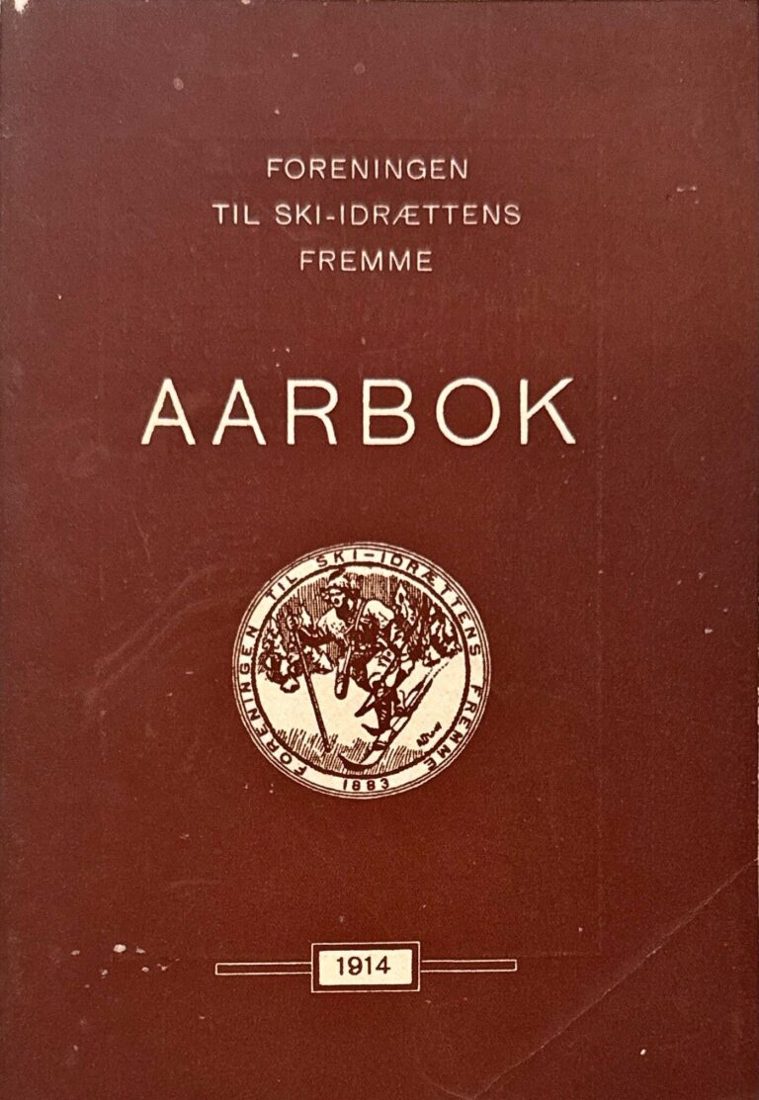 FORENINGEN
TIL SKI-IDRÆTTENS
FREMME
AARBOK
FORENINGEN TIL SKI-IDRÆTTENS FREMME
1883
1914